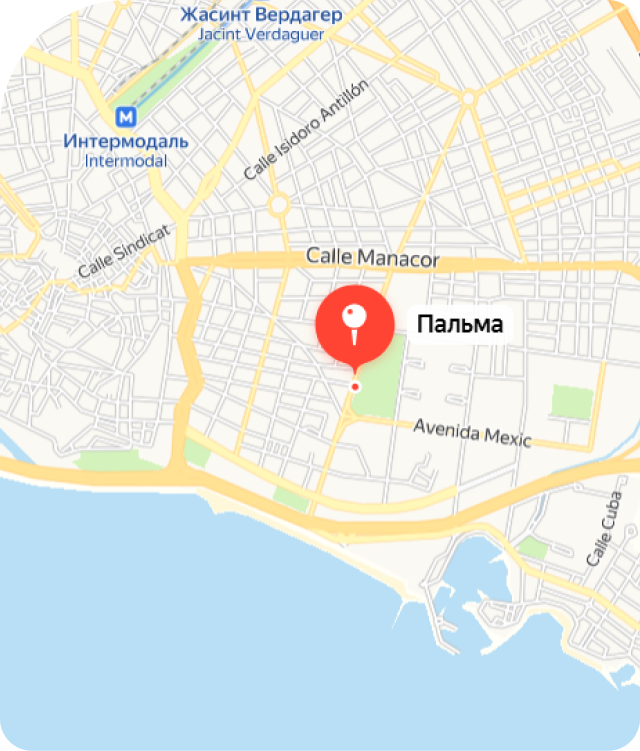 Жасинт Вердагер
Jacint Verdaguer
Calle Isidoro Antillón
М
Интермодаль
Intermodal
Calle Sindicat
Calle Manacor
Пальма
Avenida Mexic
Calle Cuba